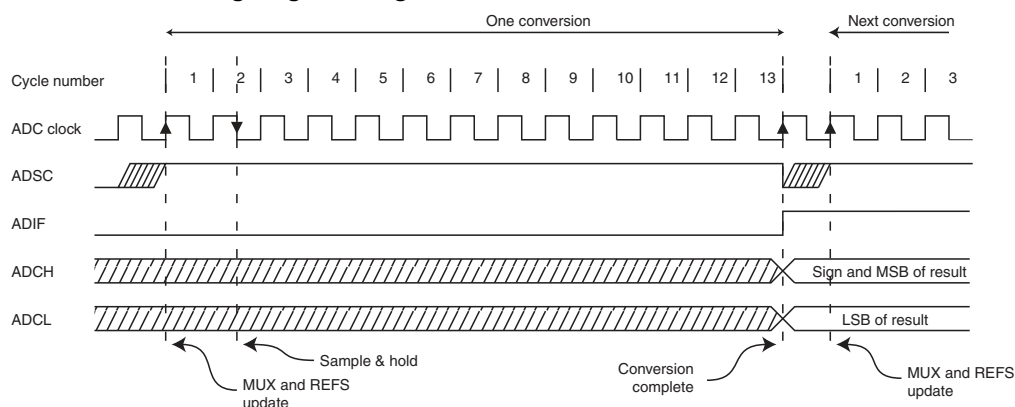 One conversion Next conversion
Cycle number 1 2 3 4 5 6 7 8 9 10 11 12 13 1 2 3
ADC clock
ADSC
ADIF
ADCH Sign and MSB of result
ADCL LSB of result
Sample & hold
MUX and REFS
update
Conversion
complete
MUX and REFS
update